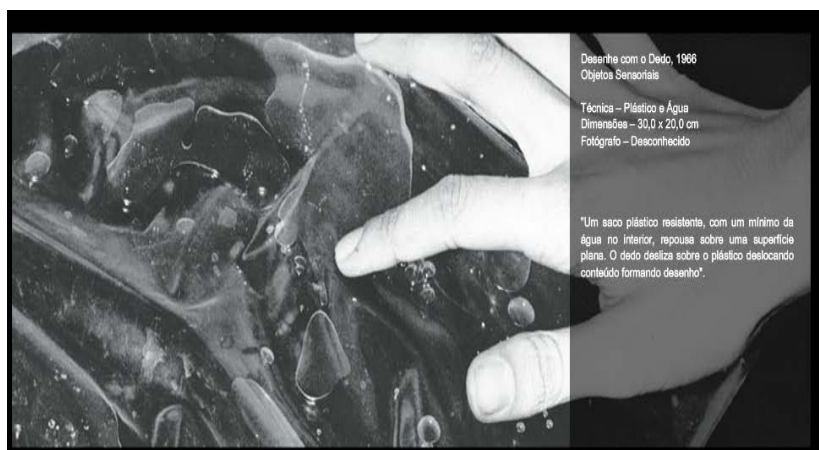 Desenhe com o Dedo, 1966
Objetos Sensoriais
Técnica – Plástico e Água
Dimensões – 30,0 x 20,0 cm
Fotógrafo – Desconhecido
"Um saco plástico resistente, com um mínimo da
água no interior, repousa sobre uma superfície
plana. O dedo desliza sobre o plástico deslocando
conteúdo formando desenho".